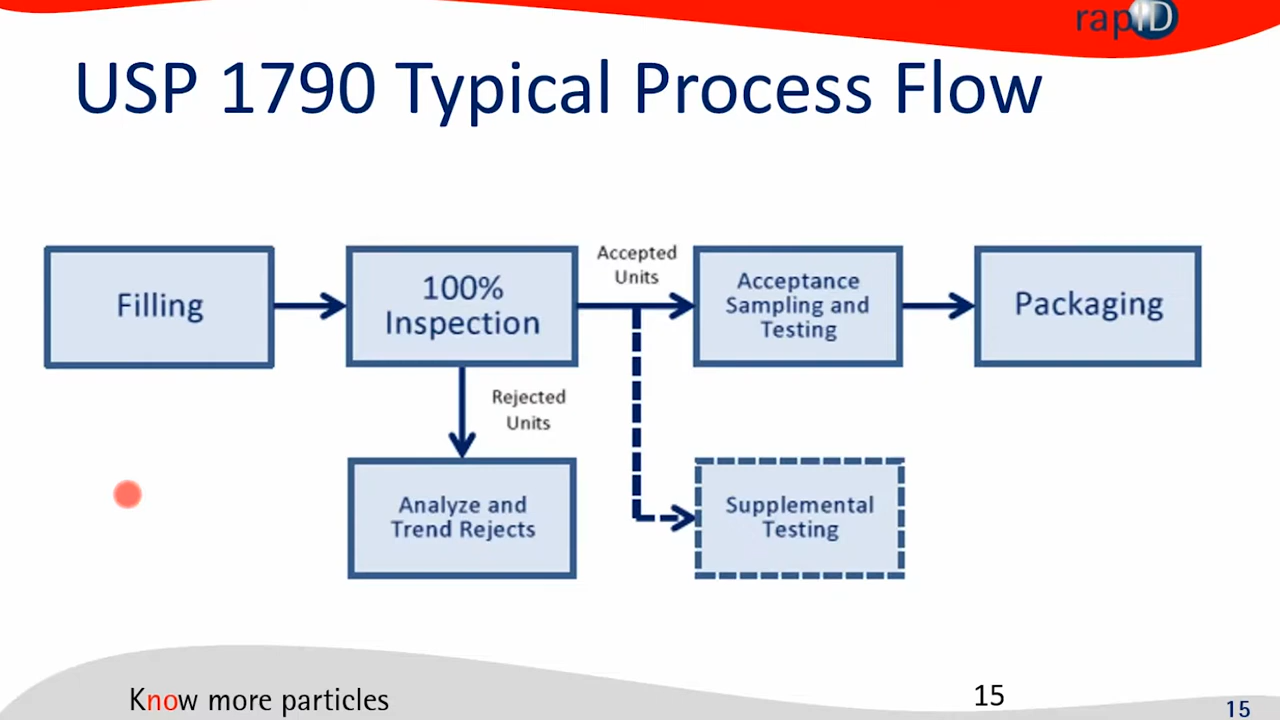 rapID
USP 1790 Typical Process Flow
Filling
100%
Inspection
Accepted
Units
Acceptance
Sampling and
Testing
Packaging
Rejected
Units
Analyze and
Trend Rejects
Supplemental
Testing
Know more particles
15
15